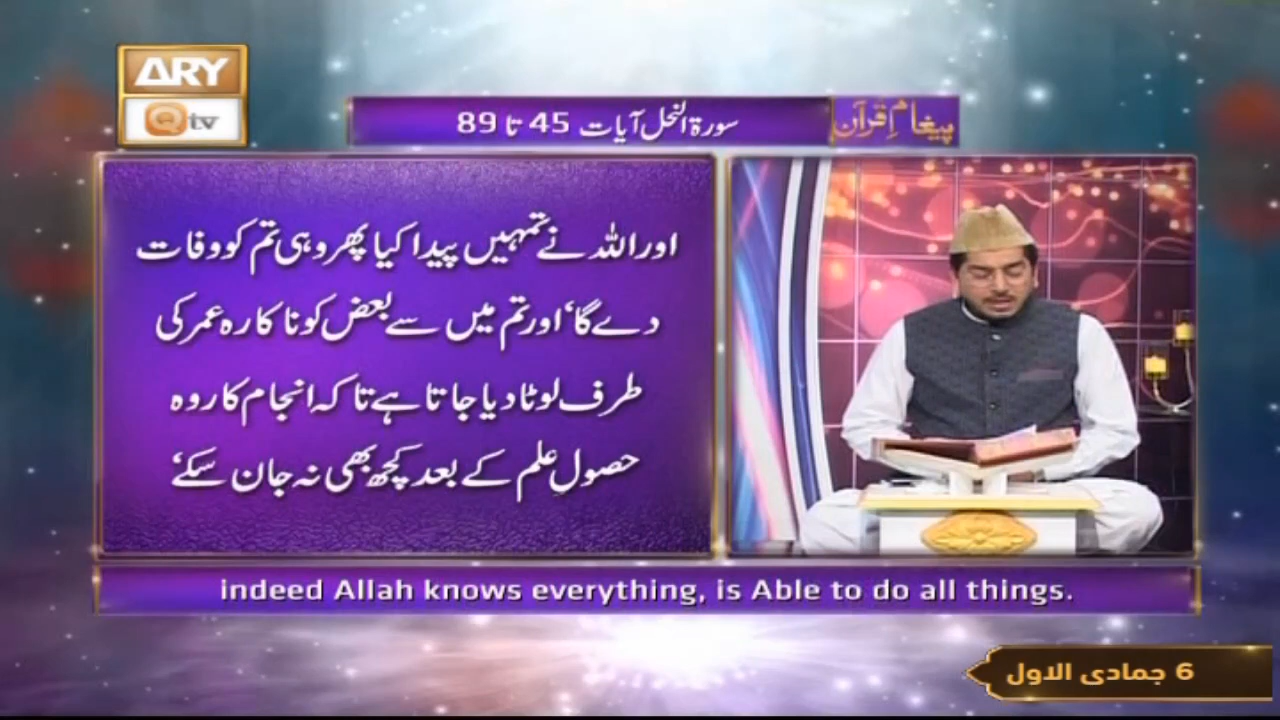 ARY
Qtv
پیغامِ قرآن
سورۃ النحل آیات 45 تا 89
اور اللہ نے تمہیں پیدا کیا پھر وہی تم کو وفات
دے گا‘ اور تم میں سے بعض کو ناکارہ عمر کی
طرف لوٹا دیا جاتا ہے تاکہ انجام کار وہ
حصولِ علم کے بعد کچھ بھی نہ جان سکے‘
indeed Allah knows everything, is Able to do all things.
6 جمادی الاول